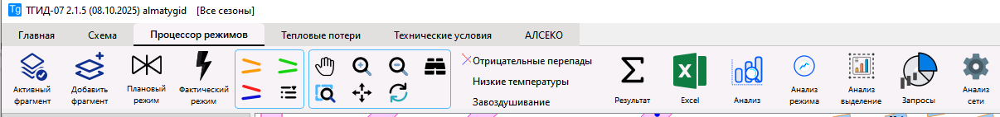 Tg ТГИД-07 2.1.5 (08.10.2025) almatygid [Все сезоны]
Главная Схема Процессор режимов Тепловые потери Технические условия АЛСЕКО
Активный фрагмент
Добавить фрагмент
Плановый режим
Фактический режим
Отрицательные перепады
Низкие температуры
Завоздушивание
Результат
Excel
Анализ
Анализ режима
Анализ выделение
Запросы
Анализ сети